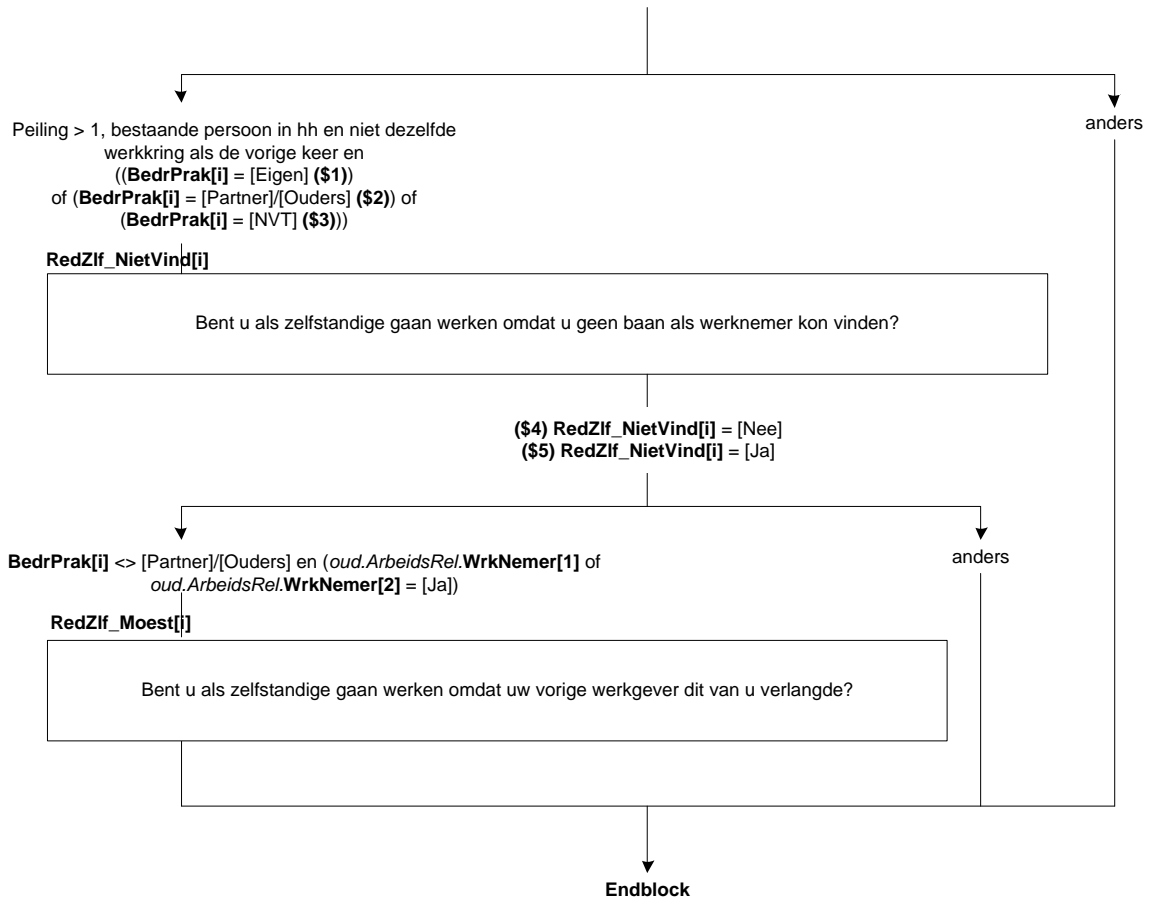 Peiling > 1, bestaande persoon in hh en niet dezelfde
werkkring als de vorige keer en
((BedrPrak[i] = [Eigen] ($1))
of (BedrPrak[i] = [Partner]/[Ouders] ($2)) of
(BedrPrak[i] = [NVT] ($3)))
anders
RedZlf_NietVind[i]
Bent u als zelfstandige gaan werken omdat u geen baan als werknemer kon vinden?
($4) RedZlf_NietVind[i] = [Nee]
($5) RedZlf_NietVind[i] = [Ja]
BedrPrak[i] <> [Partner]/[Ouders] en (oud.ArbeidsRel.WrkNemer[1] of
oud.ArbeidsRel.WrkNemer[2] = [Ja])
anders
RedZlf_Moest[i]
Bent u als zelfstandige gaan werken omdat uw vorige werkgever dit van u verlangde?
Endblock